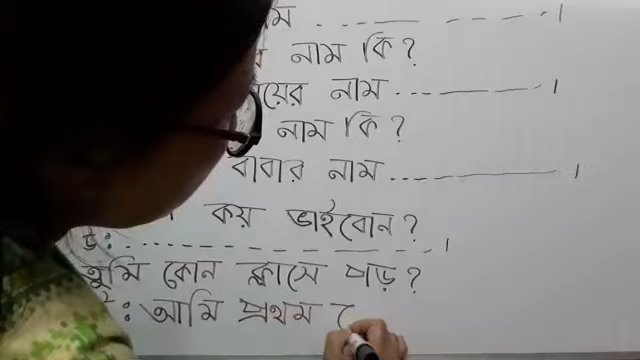 নাম কি?
নাম ...
নাম কি?
বাবার নাম ... ।
কয় ভাইবোন?
উঃ ... ।
তুমি কোন ক্লাসে পড়?
আমি প্রথম